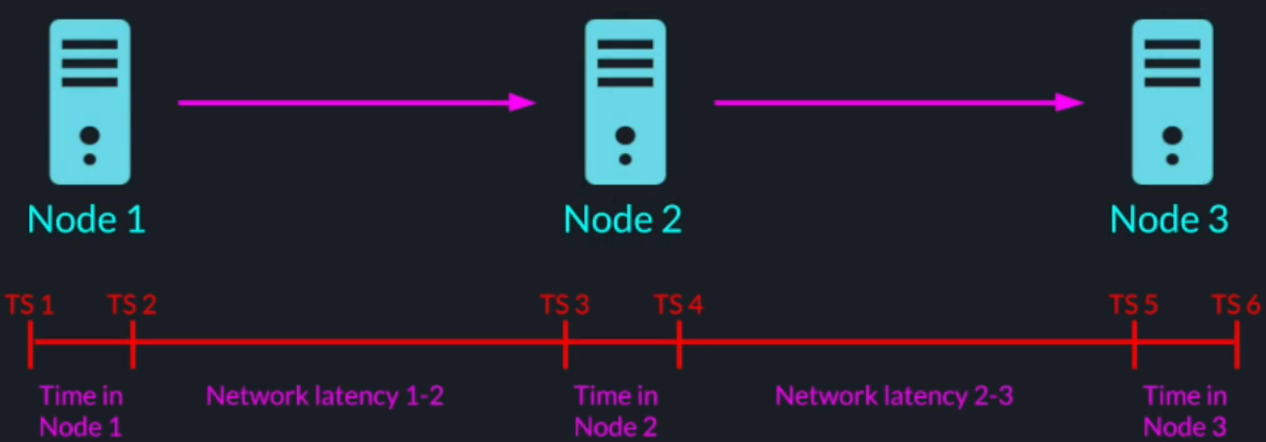 Node 1
Node 2
Node 3
TS 1
TS 2
TS 3
TS 4
TS 5
TS 6
Time in
Node 1
Network latency 1-2
Time in
Node 2
Network latency 2-3
Time in
Node 3